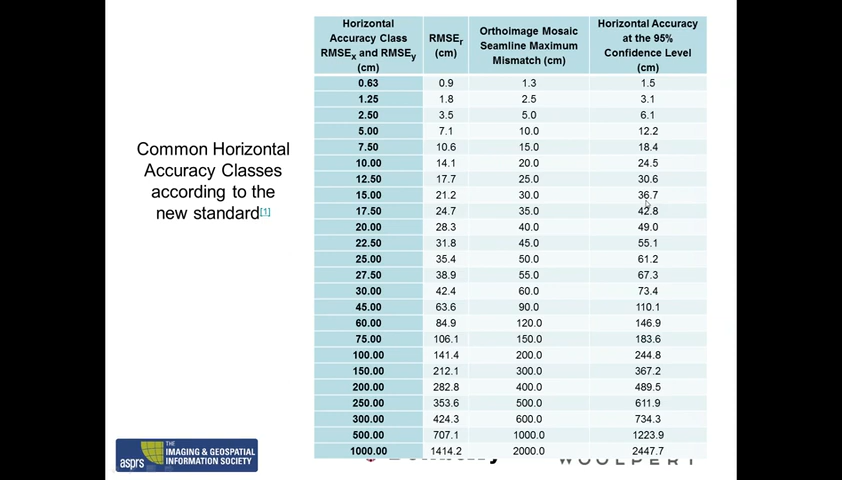 Common Horizontal
Accuracy Classes
according to the
new standard[1]
Horizontal
Accuracy Class
RMSEx and RMSEy
(cm)
RMSEr
(cm)
Orthoimage Mosaic
Seamline Maximum
Mismatch (cm)
Horizontal Accuracy
at the 95%
Confidence Level
(cm)
0.63 0.9 1.3 1.5
1.25 1.8 2.5 3.1
2.50 3.5 5.0 6.1
5.00 7.1 10.0 12.2
7.50 10.6 15.0 18.4
10.00 14.1 20.0 24.5
12.50 17.7 25.0 30.6
15.00 21.2 30.0 36.7
17.50 24.7 35.0 42.8
20.00 28.3 40.0 49.0
22.50 31.8 45.0 55.1
25.00 35.4 50.0 61.2
27.50 38.9 55.0 67.3
30.00 42.4 60.0 73.4
45.00 63.6 90.0 110.1
60.00 84.9 120.0 146.9
75.00 106.1 150.0 183.6
100.00 141.4 200.0 244.8
150.00 212.1 300.0 367.2
200.00 282.8 400.0 489.5
250.00 353.6 500.0 611.9
300.00 424.3 600.0 734.3
500.00 707.1 1000.0 1223.9
1000.00 1414.2 2000.0 2447.7
asprs
THE
IMAGING & GEOSPATIAL
INFORMATION SOCIETY
WOOLPERT